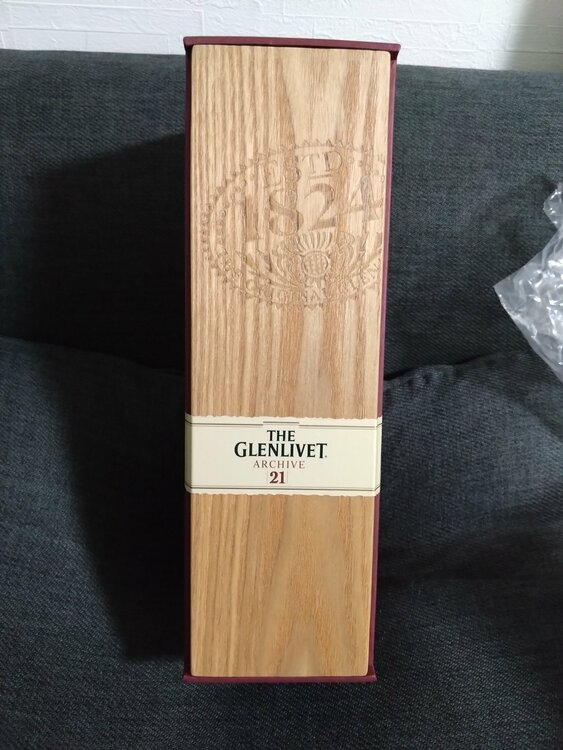 ESTD
1824
THE
GLENLIVET.
ARCHIVE
21